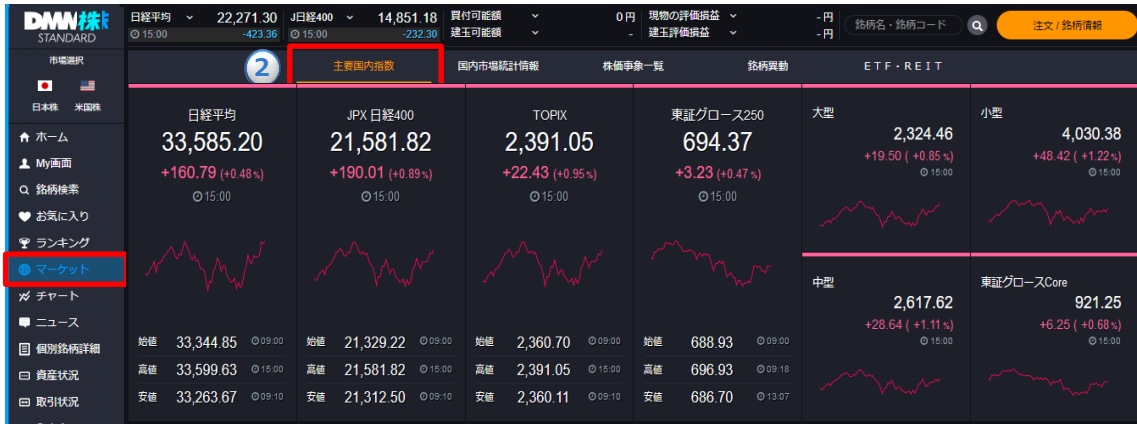 DMM株
STANDARD
日経平均 22,271.30
15:00 -423.36
J日経400 14,851.18
15:00 -232.30
買付可能額 0円
建玉可能額 -
現物の評価損益 -円
建玉評価損益 -円
銘柄名・銘柄コード
注文 / 銘柄情報
市場選択
日本株 米国株
ホーム
My画面
銘柄検索
お気に入り
ランキング
マーケット
チャート
ニュース
個別銘柄詳細
資産状況
取引状況
2
主要国内指数 国内市場統計情報 株価事象一覧 銘柄異動 ETF・REIT
日経平均
33,585.20
+160.79 (+0.48%)
15:00
始値 33,344.85 09:00
高値 33,599.63 15:00
安値 33,263.67 09:10
JPX 日経400
21,581.82
+190.01 (+0.89%)
15:00
始値 21,329.22 09:00
高値 21,581.82 15:00
安値 21,312.50 09:10
TOPIX
2,391.05
+22.43 (+0.95%)
15:00
始値 2,360.70 09:00
高値 2,391.05 15:00
安値 2,360.11 09:10
東証グロース250
694.37
+3.23 (+0.47%)
15:00
始値 688.93 09:00
高値 696.93 09:18
安値 686.70 13:07
大型
2,324.46
+19.50 ( +0.85%)
15:00
小型
4,030.38
+48.42 ( +1.22%)
15:00
中型
2,617.62
+28.64 ( +1.11%)
15:00
東証グロースCore
921.25
+6.25 ( +0.68%)
15:00